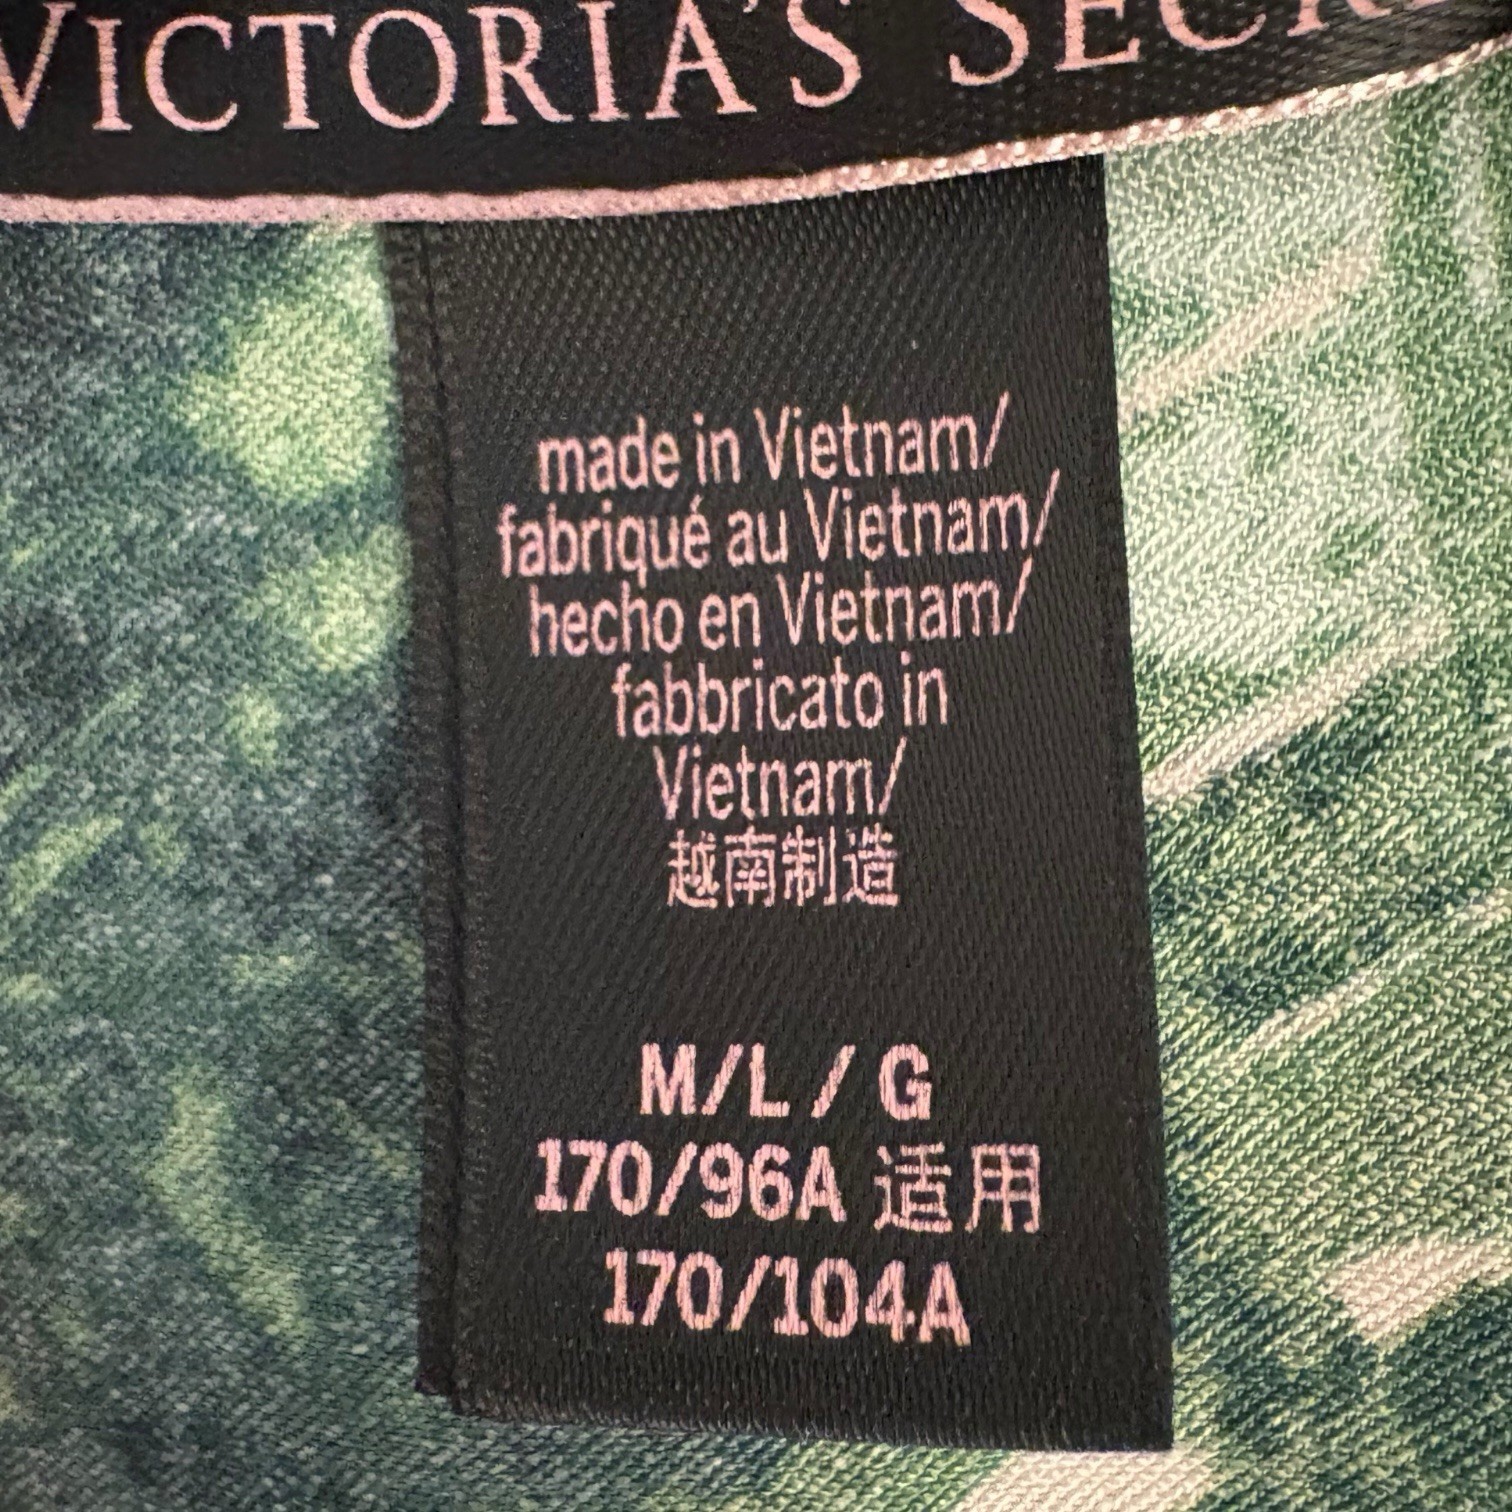 VICTORIA'S
made in Vietnam/
fabriqué au Vietnam/
hecho en Vietnam/
fabbricato in
Vietnam/
越南制造
M/L / G
170/96A 适用
170/104A